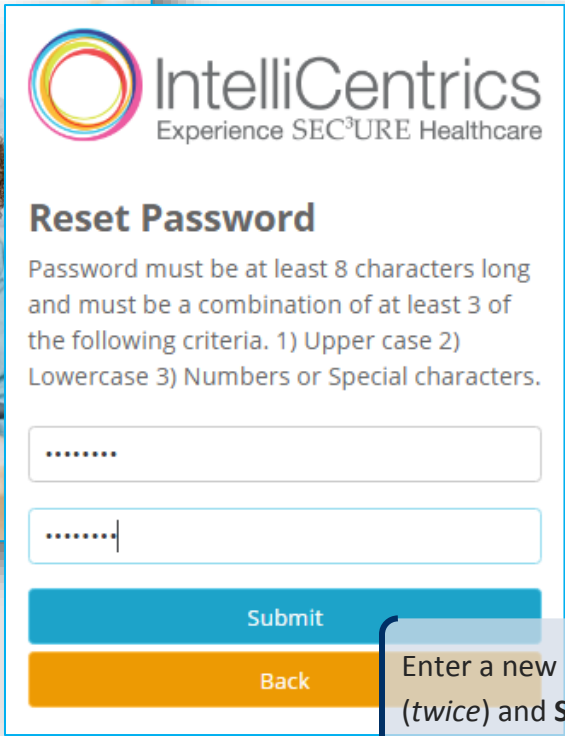 IntelliCentrics
Experience SEC³URE Healthcare
Reset Password
Password must be at least 8 characters long
and must be a combination of at least 3 of
the following criteria. 1) Upper case 2)
Lowercase 3) Numbers or Special characters.
••••••••
••••••••
Submit
Back
Enter a new
(twice) and